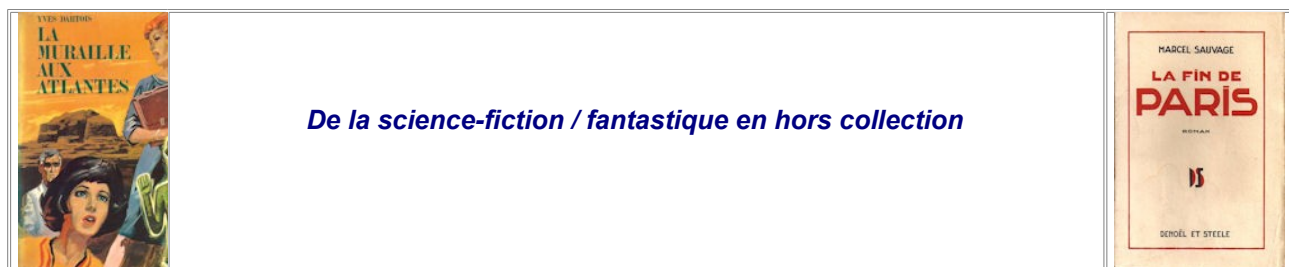 YVES DARTOIS
LA
MURAILLE
AUX
ATLANTES
De la science-fiction / fantastique en hors collection
MARCEL SAUVAGE
LA FIN DE
PARIS
ROMAN
DS
DENOËL ET STEELE